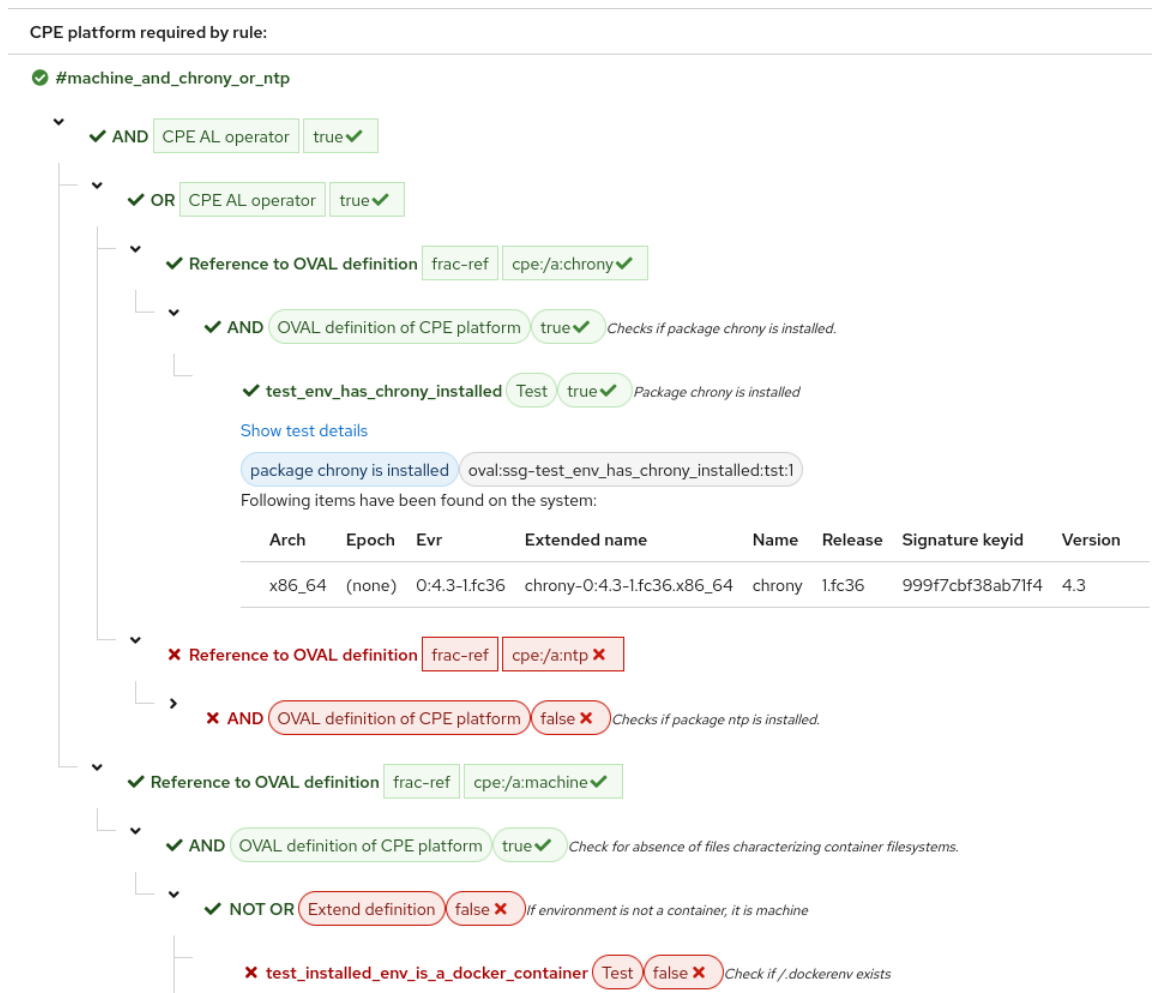 CPE platform required by rule:
#machine_and_chrony_or_ntp
AND CPE AL operator true
OR CPE AL operator true
Reference to OVAL definition frac-ref cpe:/a:chrony
AND OVAL definition of CPE platform true Checks if package chrony is installed.
test_env_has_chrony_installed Test true Package chrony is installed
Show test details
package chrony is installed oval:ssg-test_env_has_chrony_installed:tst:1
Following items have been found on the system:
Arch Epoch Evr Extended name Name Release Signature keyid Version
x86_64 (none) 0:4.3-1.fc36 chrony-0:4.3-1.fc36.x86_64 chrony 1.fc36 999f7cbf38ab71f4 4.3
Reference to OVAL definition frac-ref cpe:/a:ntp
AND OVAL definition of CPE platform false Checks if package ntp is installed.
Reference to OVAL definition frac-ref cpe:/a:machine
AND OVAL definition of CPE platform true Check for absence of files characterizing container filesystems.
NOT OR Extend definition false If environment is not a container, it is machine
test_installed_env_is_a_docker_container Test false Check if /.dockerenv exists